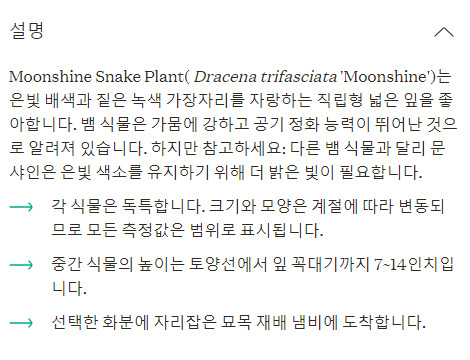 설명
Moonshine Snake Plant( Dracena trifasciata 'Moonshine')는
은빛 배색과 짙은 녹색 가장자리를 자랑하는 직립형 넓은 잎을 좋
아합니다. 뱀 식물은 가뭄에 강하고 공기 정화 능력이 뛰어난 것으
로 알려져 있습니다. 하지만 참고하세요: 다른 뱀 식물과 달리 문
샤인은 은빛 색소를 유지하기 위해 더 밝은 빛이 필요합니다.
각 식물은 독특합니다. 크기와 모양은 계절에 따라 변동되
므로 모든 측정값은 범위로 표시됩니다.
중간 식물의 높이는 토양선에서 잎 꼭대기까지 7~14인치입
니다.
선택한 화분에 자리잡은 묘목 재배 냄비에 도착합니다.